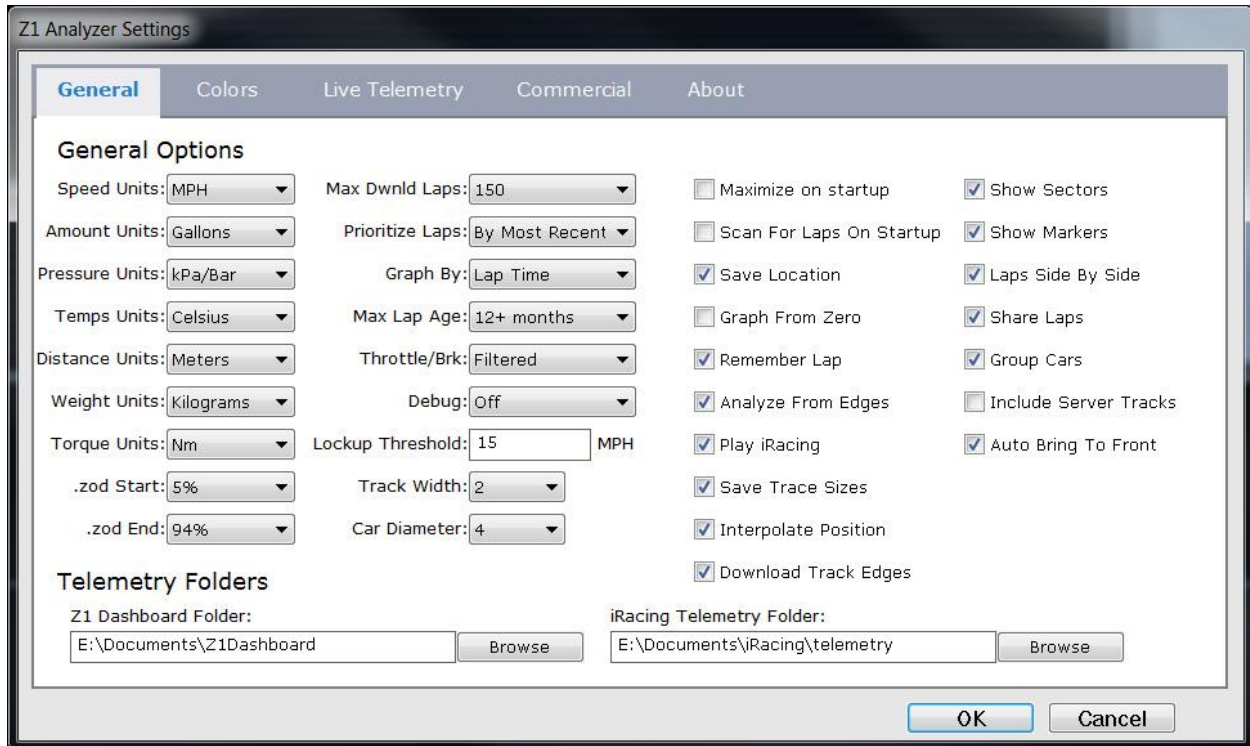 Z1 Analyzer Settings
General Colors Live Telemetry Commercial About
General Options
Speed Units: MPH Max Dwnld Laps: 150 Maximize on startup Show Sectors
Amount Units: Gallons Prioritize Laps: By Most Recent Scan For Laps On Startup Show Markers
Pressure Units: kPa/Bar Graph By: Lap Time Save Location Laps Side By Side
Temps Units: Celsius Max Lap Age: 12+ months Graph From Zero Share Laps
Distance Units: Meters Throttle/Brk: Filtered Remember Lap Group Cars
Weight Units: Kilograms Debug: Off Analyze From Edges Include Server Tracks
Torque Units: Nm Lockup Threshold: 15 MPH Play iRacing Auto Bring To Front
.zod Start: 5% Track Width: 2 Save Trace Sizes
.zod End: 94% Car Diameter: 4 Interpolate Position
Telemetry Folders Download Track Edges
Z1 Dashboard Folder: iRacing Telemetry Folder:
E:\Documents\Z1Dashboard Browse E:\Documents\iRacing\telemetry Browse
OK Cancel